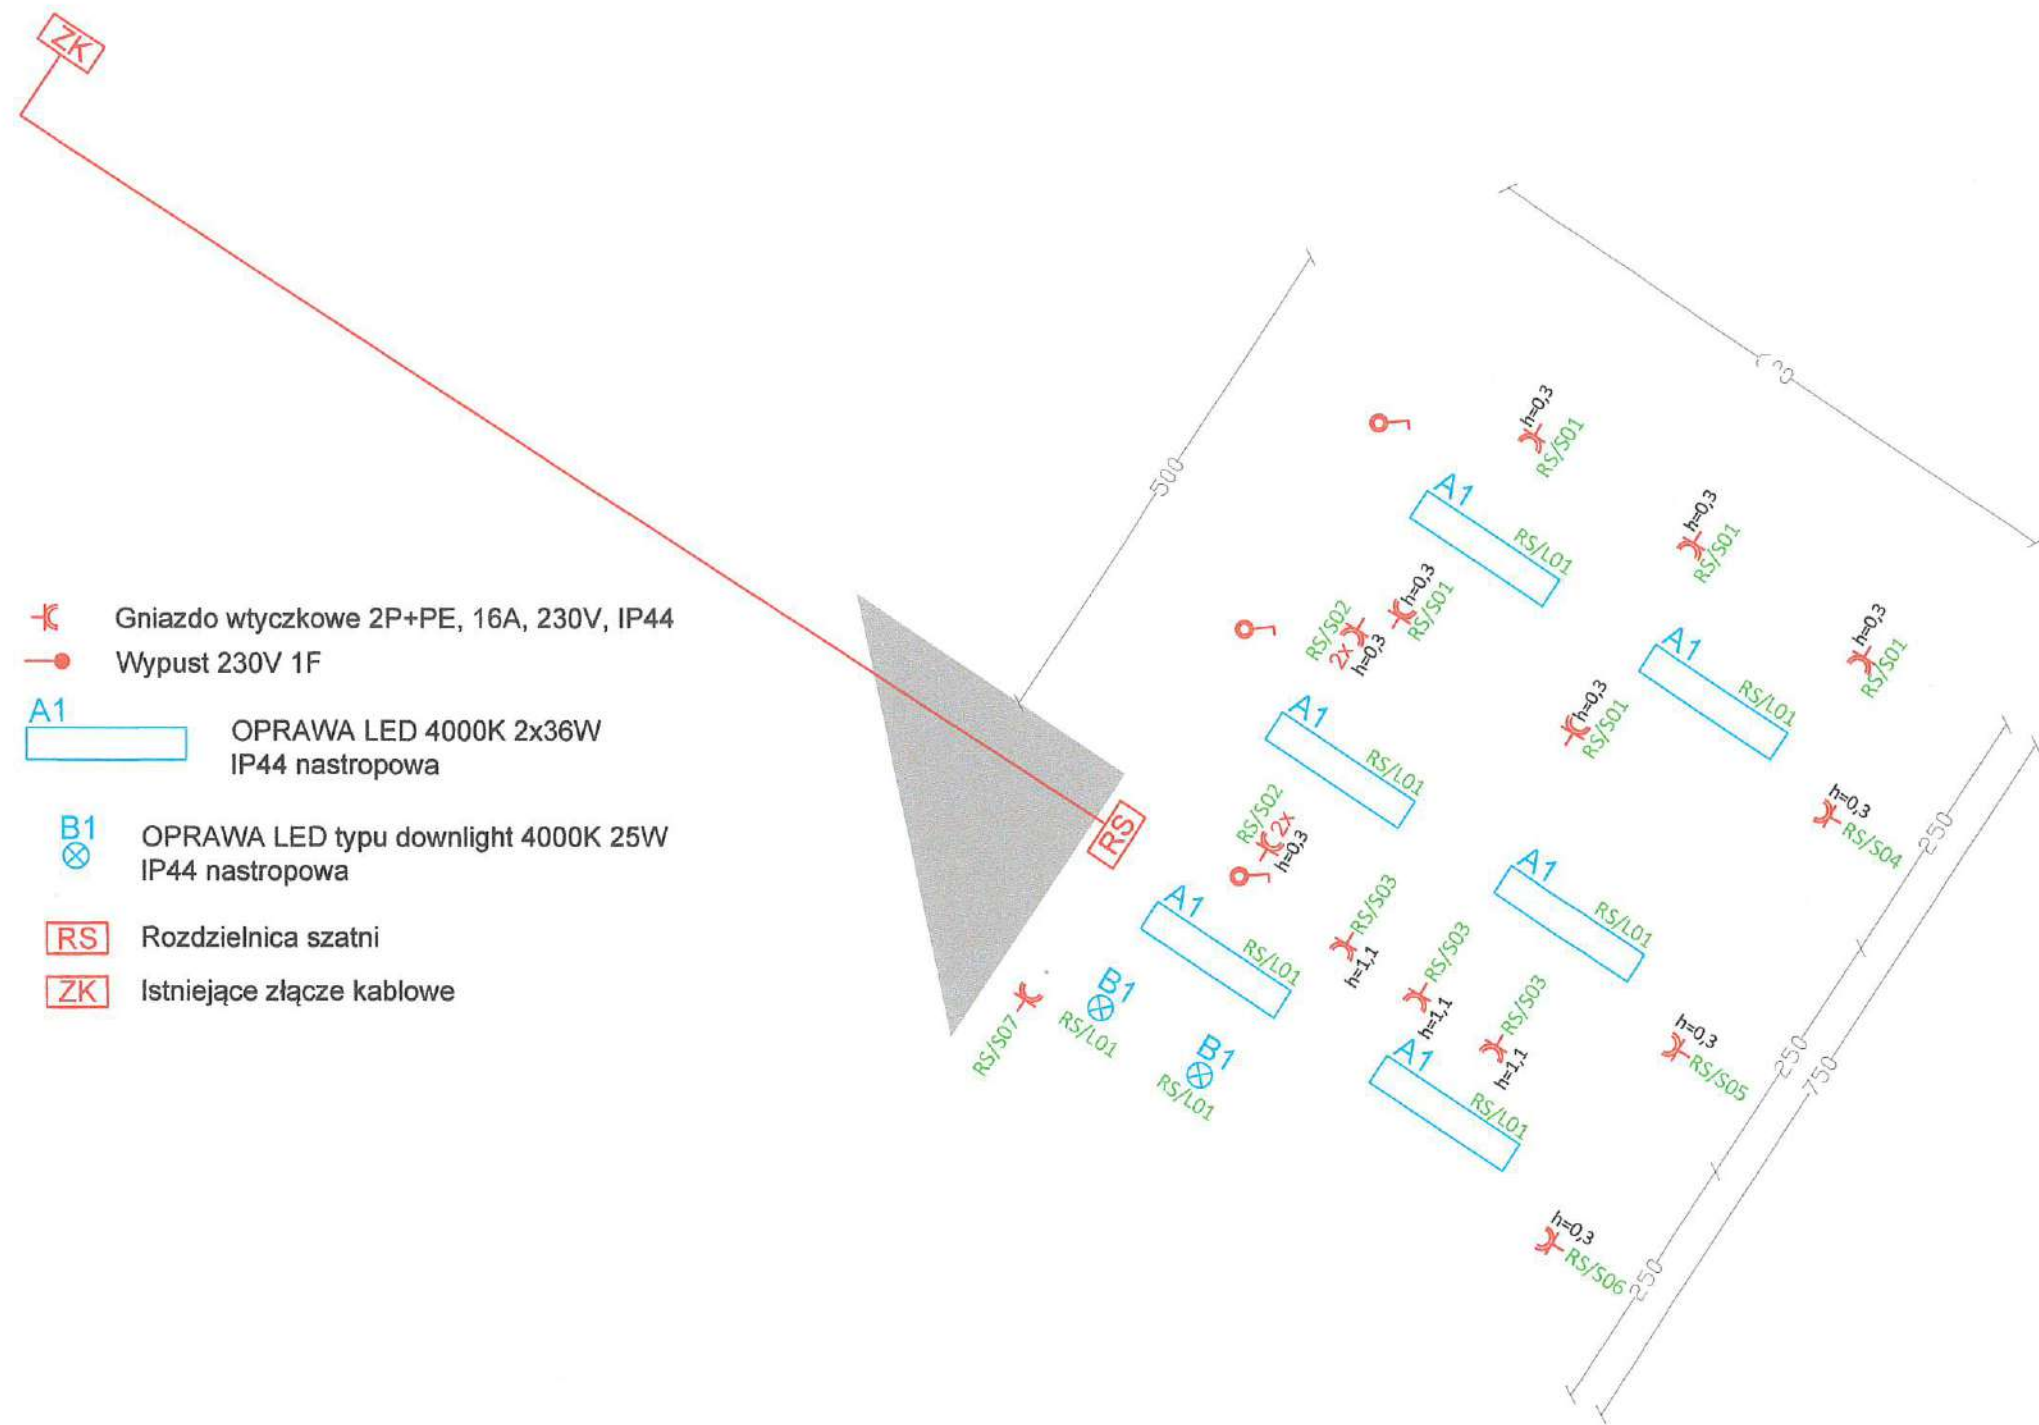 ZK
500
h=0,3
RS/S01
A1
RS/L01
h=0,3
RS/S01
h=0,3
RS/S01
RS/S02
2x
h=0,3
h=0,3
RS/S01
A1
RS/L01
h=0,3
RS/S01
A1
RS/L01
RS/S02
2x
h=0,3
RS
h=0,3
RS/S04
250
A1
RS/L01
RS/S03
h=1,1
A1
RS/L01
RS/S03
h=1,1
RS/S03
h=1,1
RS/S07
B1
RS/L01
B1
RS/L01
A1
RS/L01
h=0,3
RS/S05
250
750
h=0,3
RS/S06
250
Gniazdo wtyczkowe 2P+PE, 16A, 230V, IP44
Wypust 230V 1F
A1
OPRAWA LED 4000K 2x36W
IP44 nastropowa
B1
OPRAWA LED typu downlight 4000K 25W
IP44 nastropowa
RS Rozdzielnica szatni
ZK Istniejące złącze kablowe